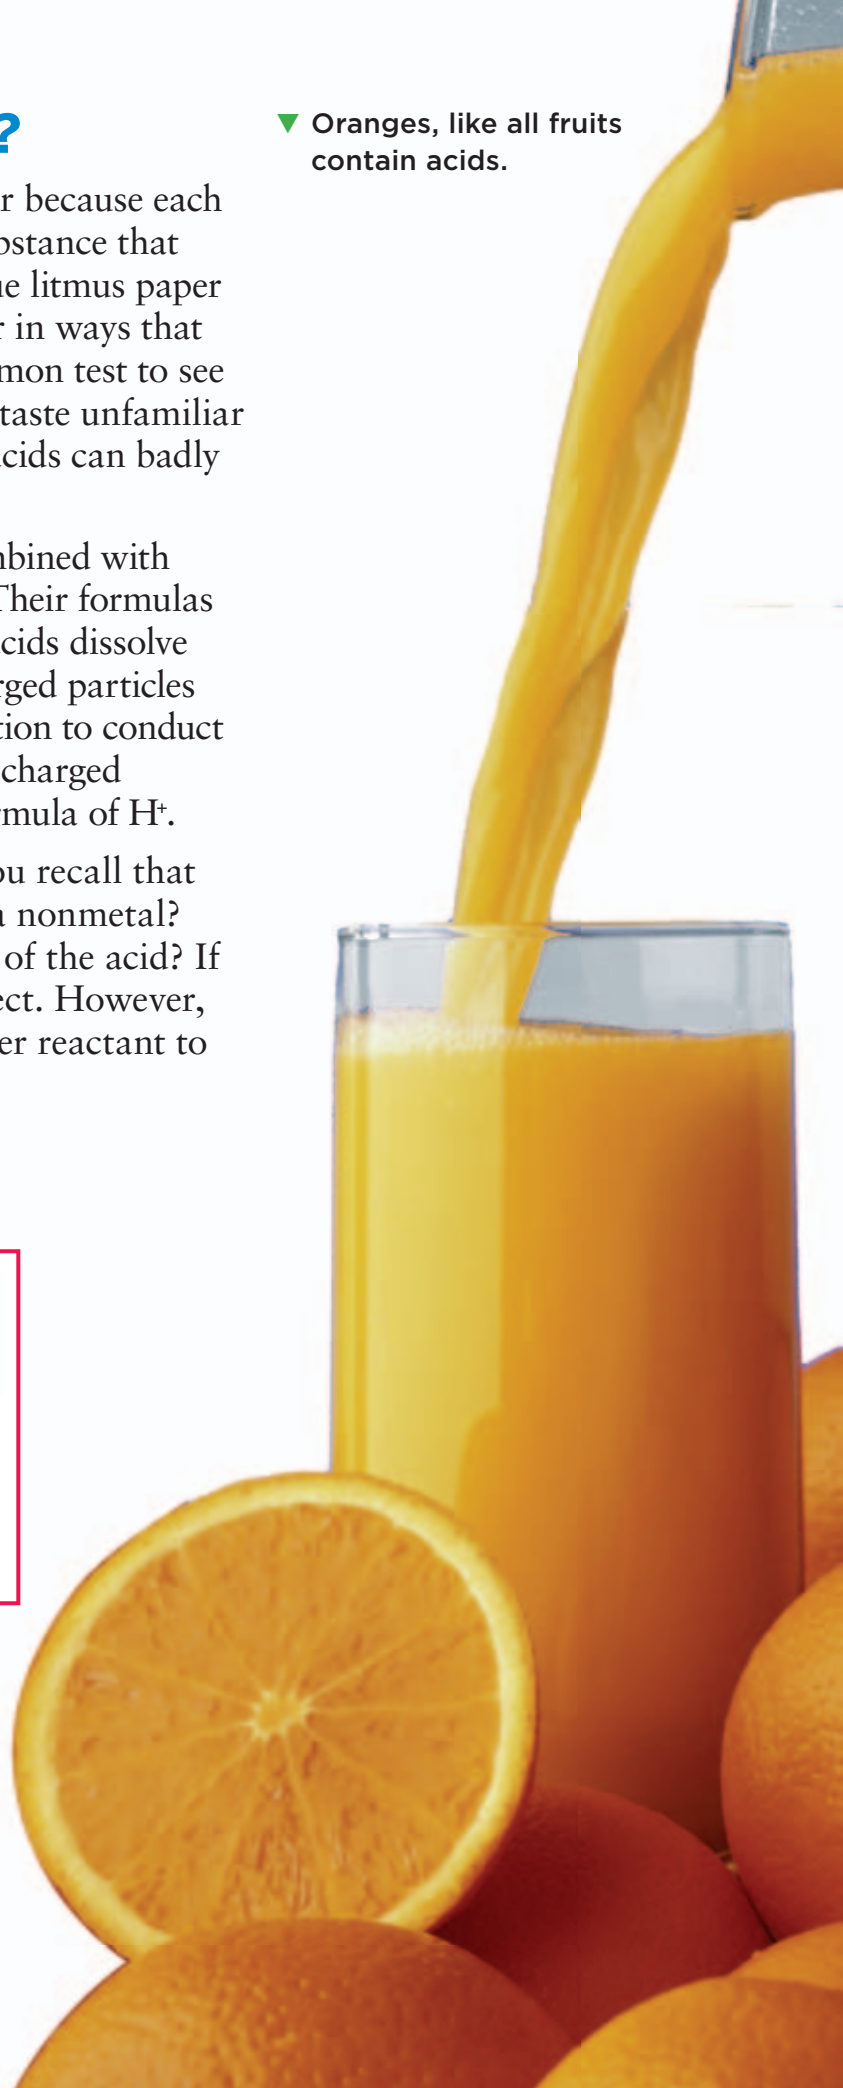 ?
Oranges, like all fruits
contain acids.
r because each
bstance that
ue litmus paper
r in ways that
mon test to see
taste unfamiliar
cids can badly
nbined with
Their formulas
cids dissolve
rged particles
tion to conduct
charged
rmula of H⁺.
ou recall that
a nonmetal?
of the acid? If
ect. However,
er reactant to